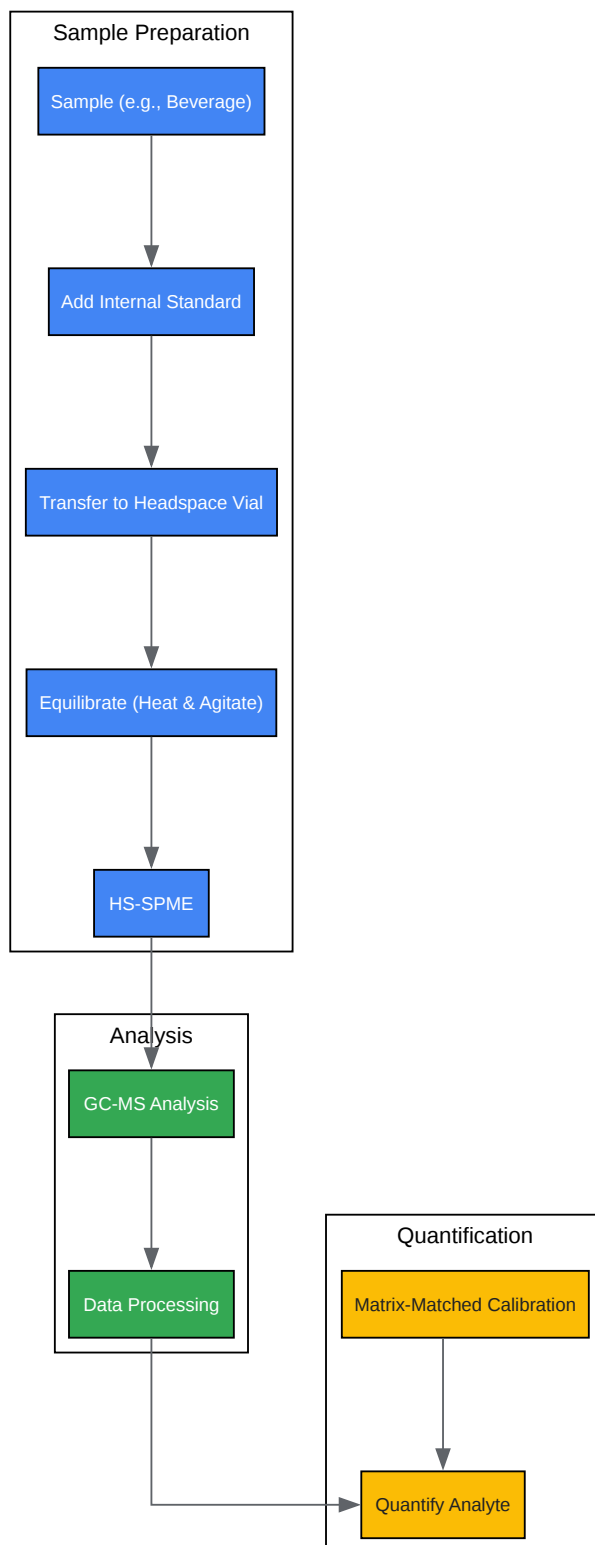 Sample Preparation
Sample (e.g., Beverage)
Add Internal Standard
Transfer to Headspace Vial
Equilibrate (Heat & Agitate)
HS-SPME
Analysis
GC-MS Analysis
Data Processing
Quantification
Matrix-Matched Calibration
Quantify Analyte